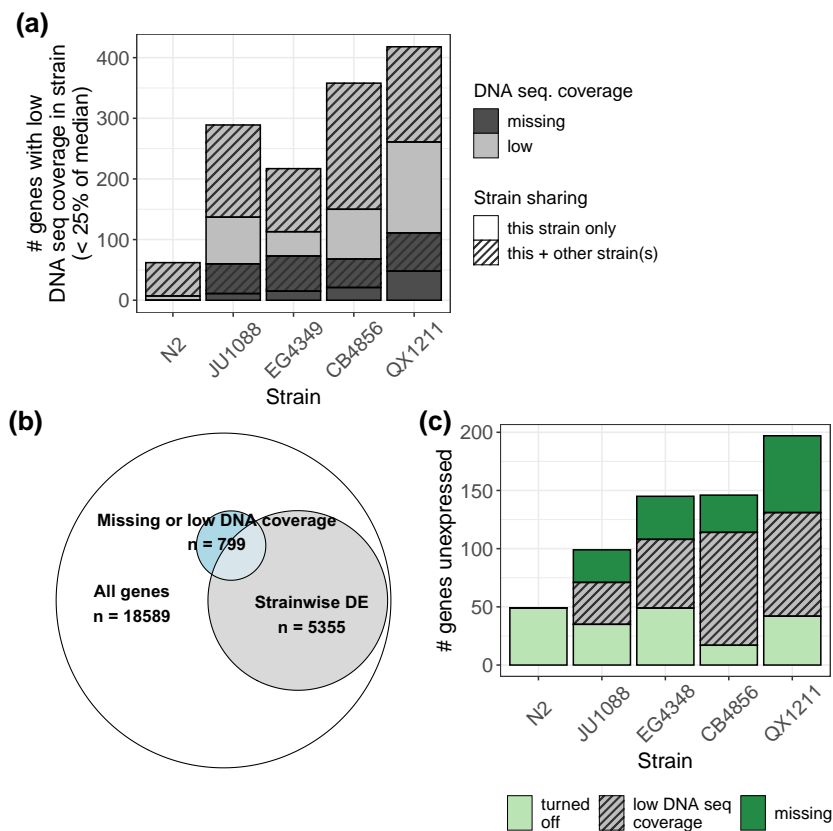 (a)
# genes with low
DNA seq coverage in strain
(< 25% of median)
400
300
200
100
0
N2
JU1088
EG4349
CB4856
QX1211
Strain
DNA seq. coverage
missing
low
Strain sharing
this strain only
this + other strain(s)
(b)
Missing or low DNA coverage
n = 799
All genes
n = 18589
Strainwise DE
n = 5355
(c)
# genes unexpressed
200
150
100
50
0
N2
JU1088
EG4348
CB4856
QX1211
Strain
turned
off
low DNA seq
coverage
missing